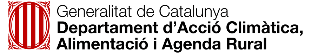 Generalitat de Catalunya
Departament d'Acció Climàtica,
Alimentació i Agenda Rural